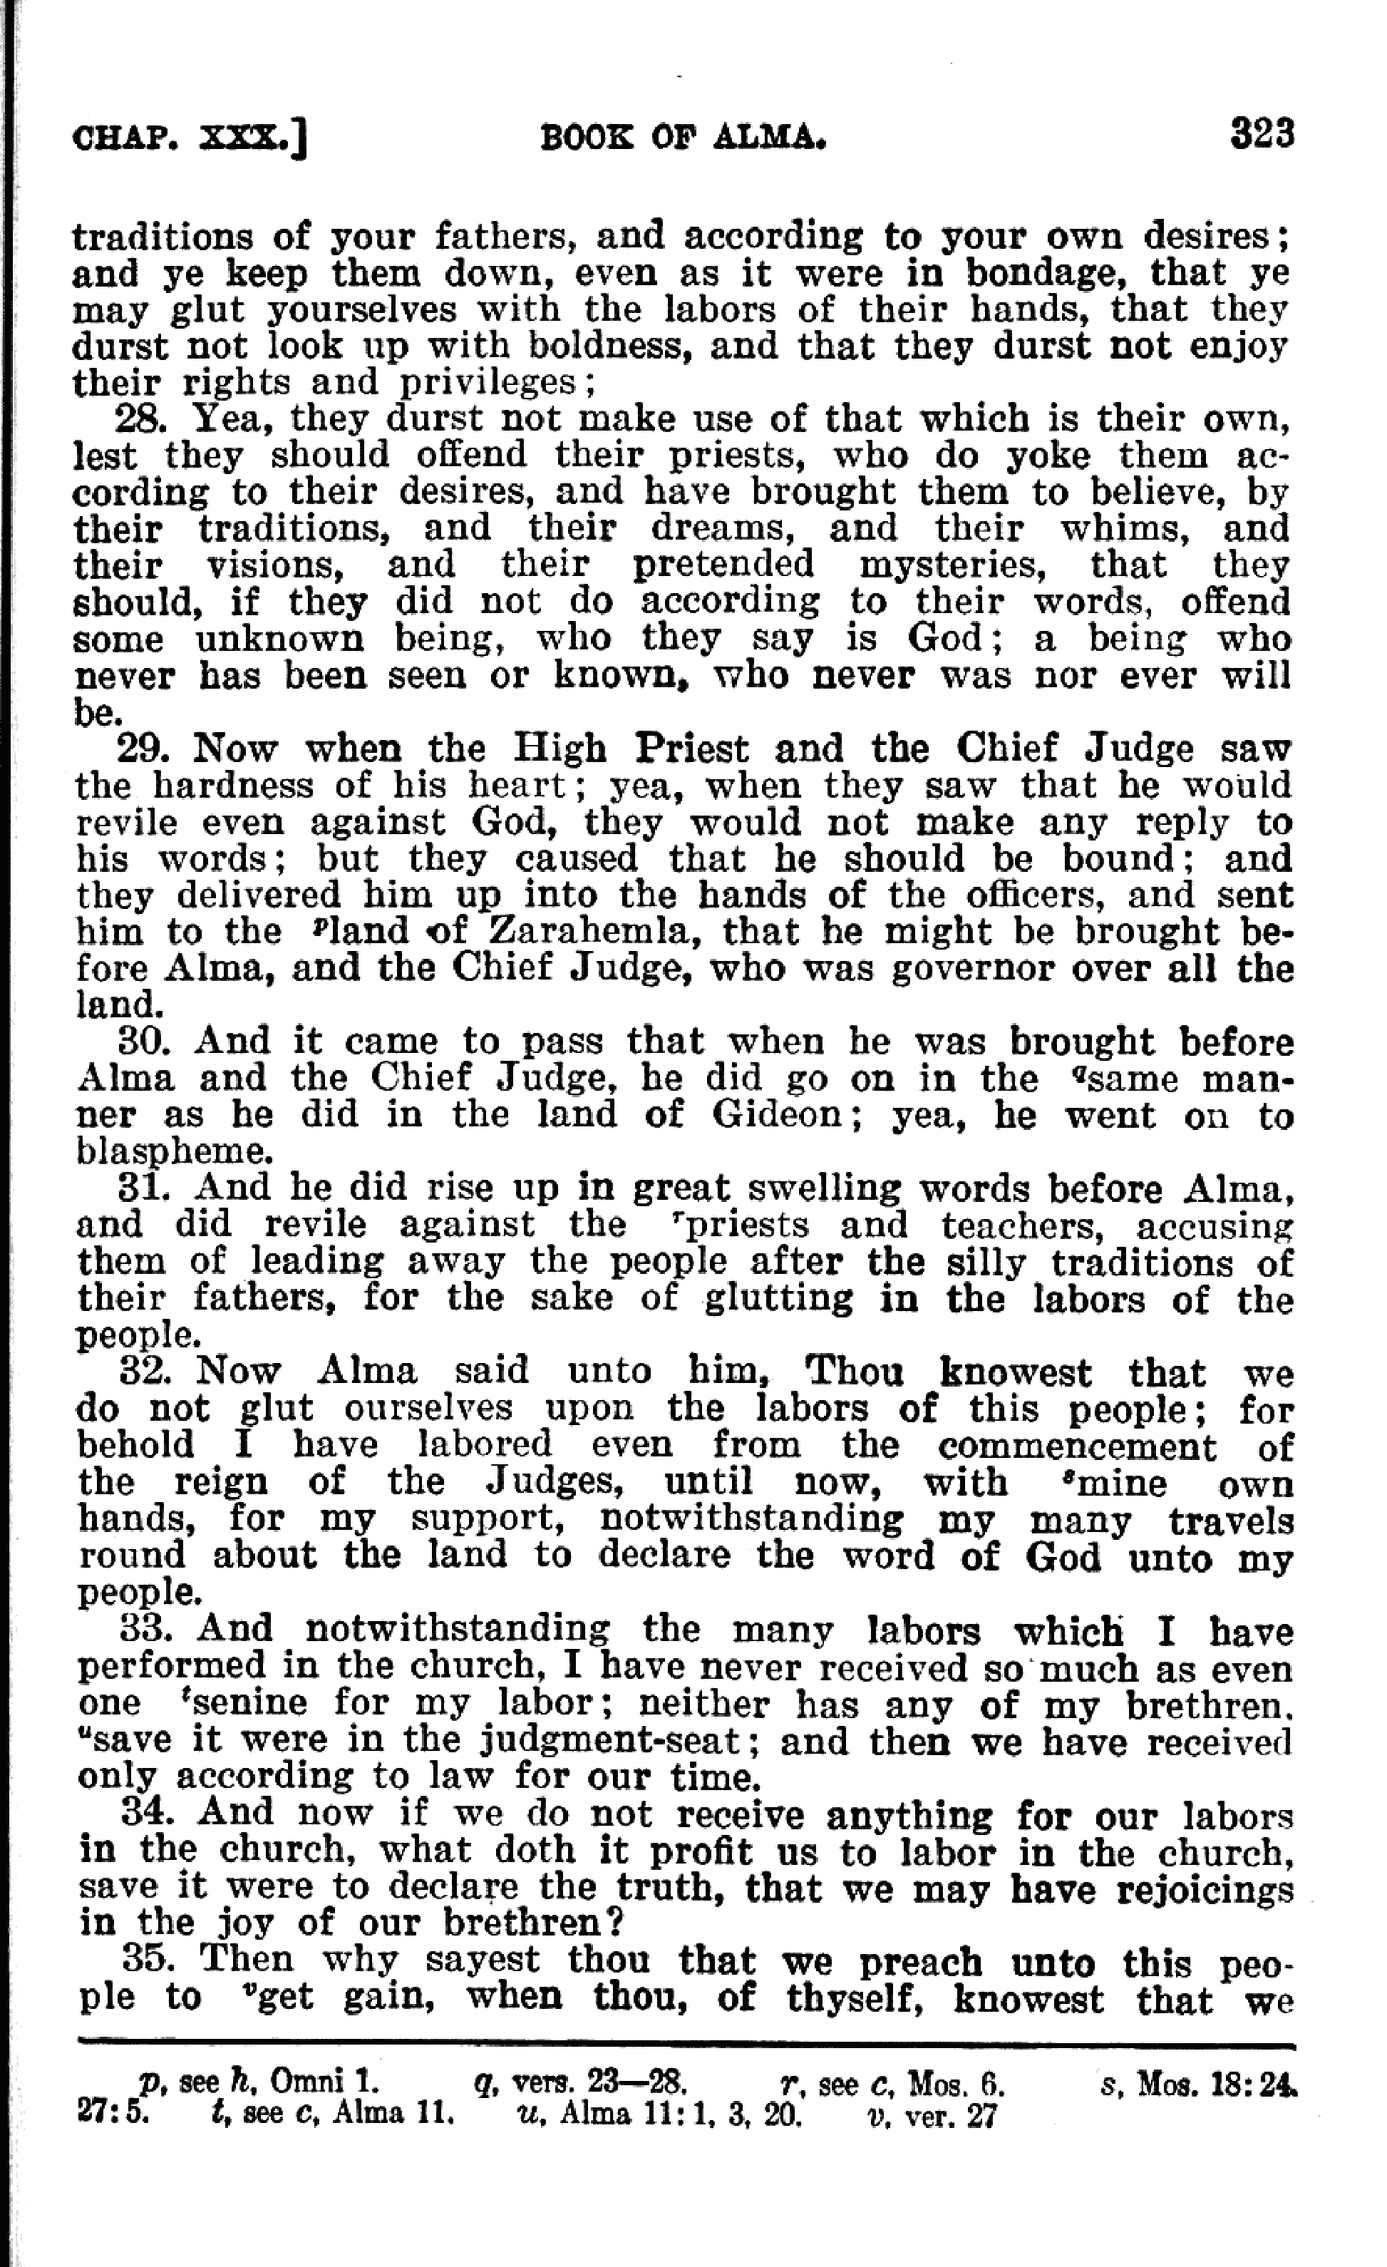 CHAP. XXX.] BOOK OF ALMA. 323
traditions of your fathers, and according to your own desires;
and ye keep them down, even as it were in bondage, that ye
may glut yourselves with the labors of their hands, that they
durst not look up with boldness, and that they durst not enjoy
their rights and privileges;
28. Yea, they durst not make use of that which is their own,
lest they should offend their priests, who do yoke them ac-
cording to their desires, and have brought them to believe, by
their traditions, and their dreams, and their whims, and
their visions, and their pretended mysteries, that they
should, if they did not do according to their words, offend
some unknown being, who they say is God; a being who
never has been seen or known, who never was nor ever will
be.
29. Now when the High Priest and the Chief Judge saw
the hardness of his heart; yea, when they saw that he would
revile even against God, they would not make any reply to
his words; but they caused that he should be bound; and
they delivered him up into the hands of the officers, and sent
him to the ᵖland of Zarahemla, that he might be brought be-
fore Alma, and the Chief Judge, who was governor over all the
land.
30. And it came to pass that when he was brought before
Alma and the Chief Judge, he did go on in the ᑫsame man-
ner as he did in the land of Gideon; yea, he went on to
blaspheme.
31. And he did rise up in great swelling words before Alma,
and did revile against the ʳpriests and teachers, accusing
them of leading away the people after the silly traditions of
their fathers, for the sake of glutting in the labors of the
people.
32. Now Alma said unto him, Thou knowest that we
do not glut ourselves upon the labors of this people; for
behold I have labored even from the commencement of
the reign of the Judges, until now, with ˢmine own
hands, for my support, notwithstanding my many travels
round about the land to declare the word of God unto my
people.
33. And notwithstanding the many labors which I have
performed in the church, I have never received so much as even
one ᵗsenine for my labor; neither has any of my brethren,
ᵘsave it were in the judgment-seat; and then we have received
only according to law for our time.
34. And now if we do not receive anything for our labors
in the church, what doth it profit us to labor in the church,
save it were to declare the truth, that we may have rejoicings
in the joy of our brethren?
35. Then why sayest thou that we preach unto this peo-
ple to ᵛget gain, when thou, of thyself, knowest that we
p, see h, Omni 1. q, vers. 23—28. r, see c, Mos. 6. s, Mos. 18:24.
27:5. t, see c, Alma 11. u, Alma 11:1, 3, 20. v, ver. 27